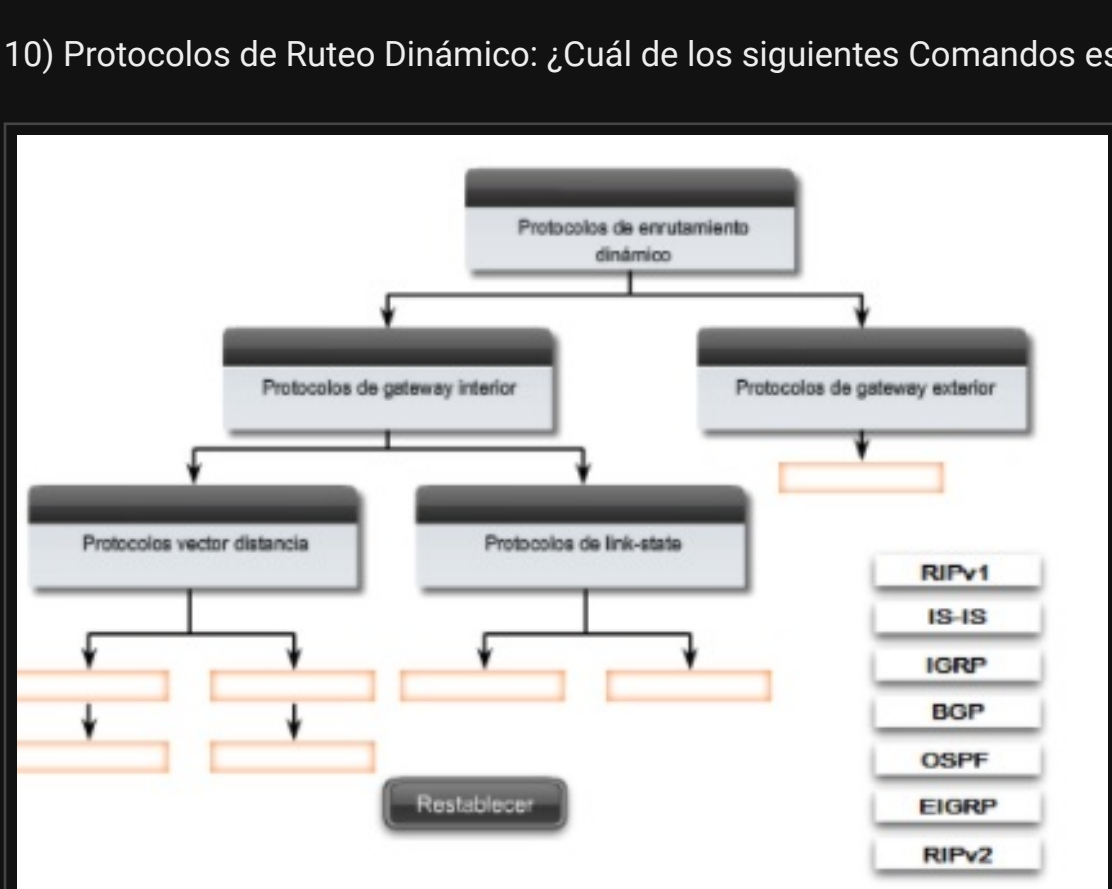 10) Protocolos de Ruteo Dinámico: ¿Cuál de los siguientes Comandos es
Protocolos de enrutamiento
dinámico
Protocolos de gateway interior
Protocolos de gateway exterior
Protocolos vector distancia
Protocolos de link-state
RIPv1
IS-IS
IGRP
BGP
OSPF
EIGRP
RIPv2
Restablecer